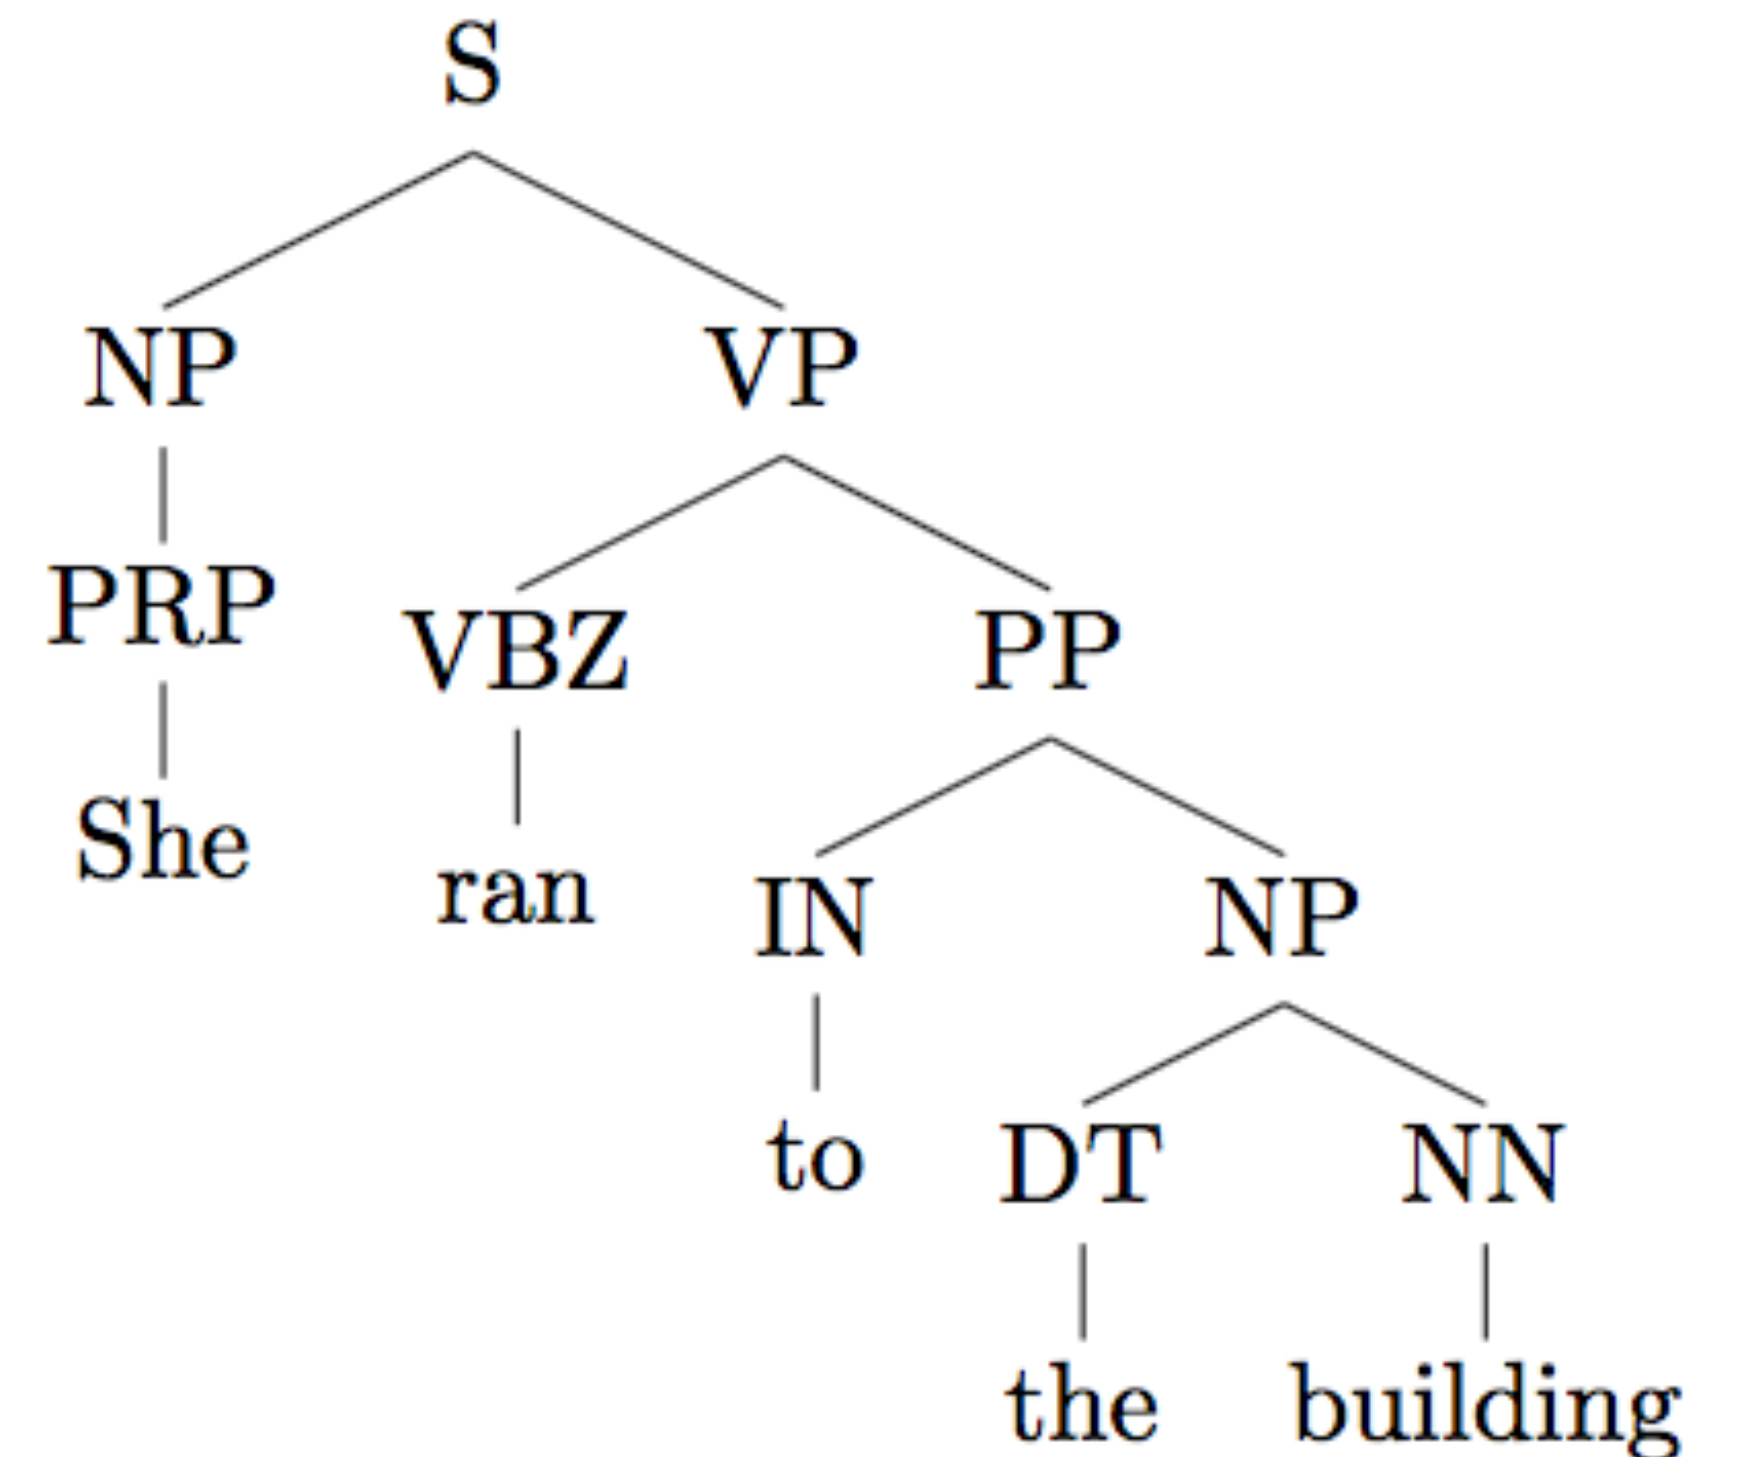 S
NP VP
PRP VBZ PP
She ran IN NP
to DT NN
the building